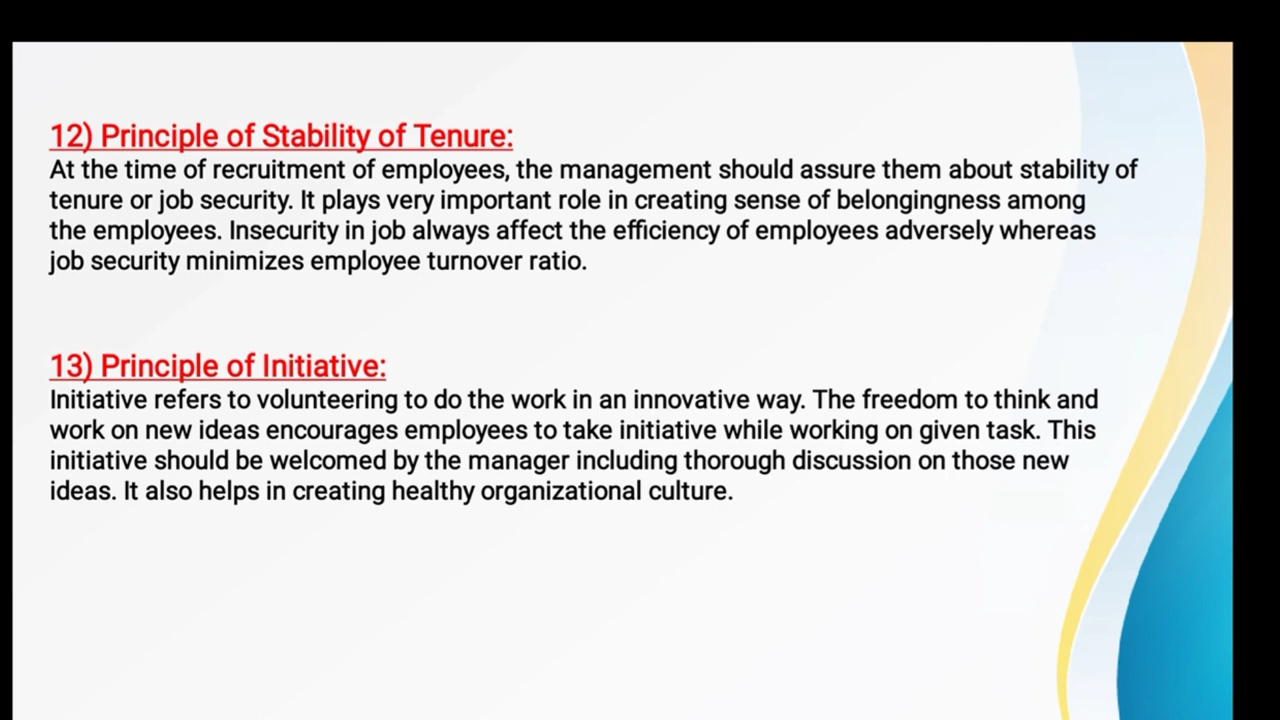 12) Principle of Stability of Tenure:
At the time of recruitment of employees, the management should assure them about stability of
tenure or job security. It plays very important role in creating sense of belongingness among
the employees. Insecurity in job always affect the efficiency of employees adversely whereas
job security minimizes employee turnover ratio.
13) Principle of Initiative:
Initiative refers to volunteering to do the work in an innovative way. The freedom to think and
work on new ideas encourages employees to take initiative while working on given task. This
initiative should be welcomed by the manager including thorough discussion on those new
ideas. It also helps in creating healthy organizational culture.